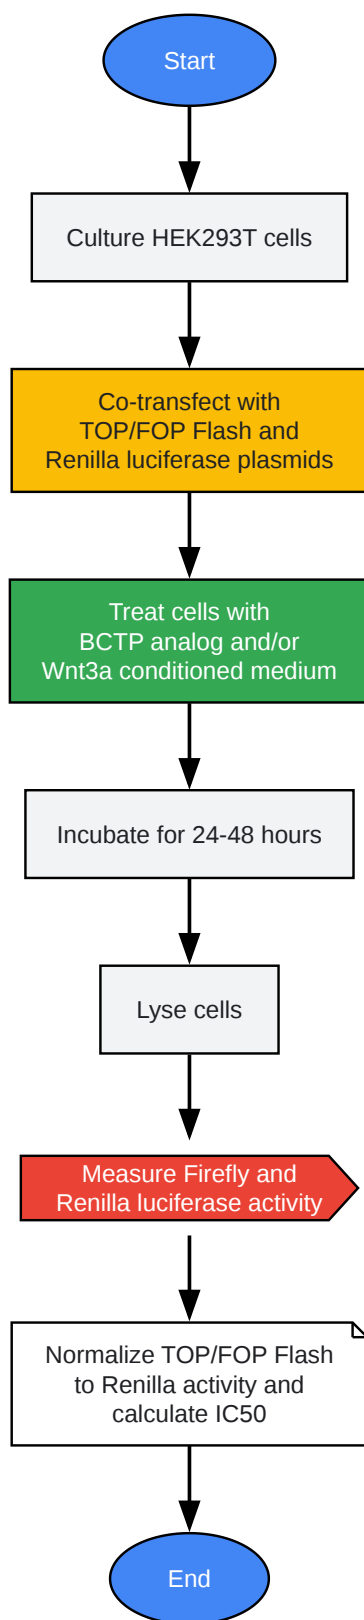 Start
Culture HEK293T cells
Co-transfect with
TOP/FOP Flash and
Renilla luciferase plasmids
Treat cells with
BCTP analog and/or
Wnt3a conditioned medium
Incubate for 24-48 hours
Lyse cells
Measure Firefly and
Renilla luciferase activity
Normalize TOP/FOP Flash
to Renilla activity and
calculate IC50
End